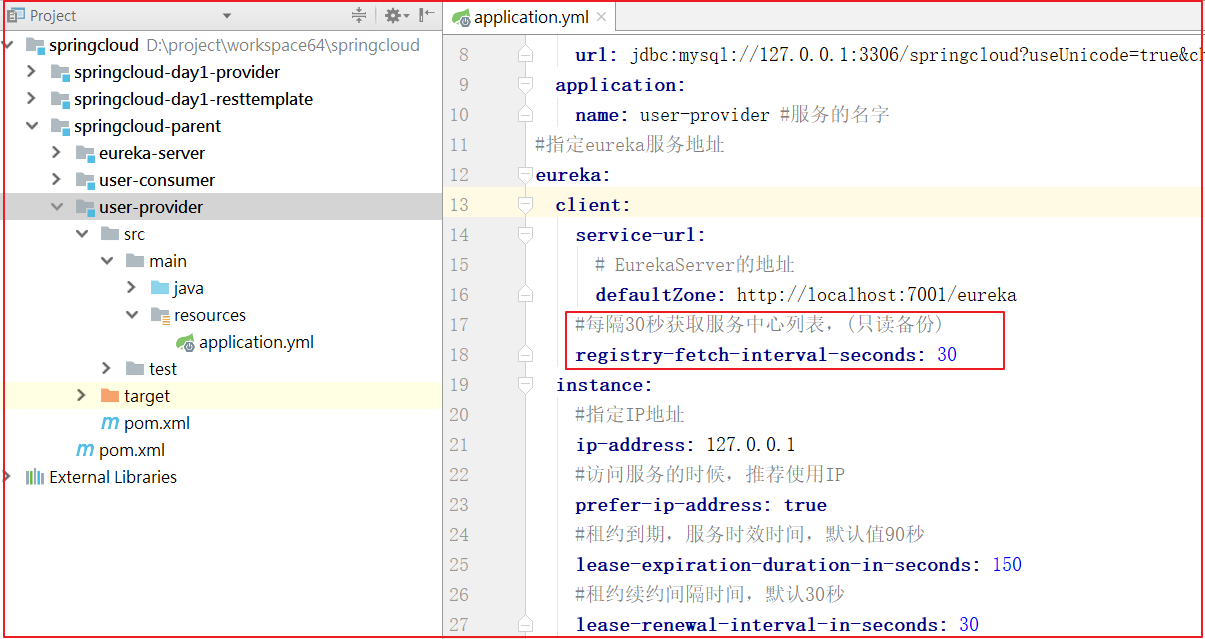 Project
springcloud D:\project\workspace64\springcloud
springcloud-day1-provider
springcloud-day1-resttemplate
springcloud-parent
eureka-server
user-consumer
user-provider
src
main
java
resources
application.yml
test
target
pom.xml
pom.xml
External Libraries
application.yml
8 url: jdbc:mysql://127.0.0.1:3306/springcloud?useUnicode=true&c
9 application:
10 name: user-provider #服务的名字
11 #指定eureka服务地址
12 eureka:
13 client:
14 service-url:
15 # EurekaServer的地址
16 defaultZone: http://localhost:7001/eureka
17 #每隔30秒获取服务中心列表，(只读备份)
18 registry-fetch-interval-seconds: 30
19 instance:
20 #指定IP地址
21 ip-address: 127.0.0.1
22 #访问服务的时候，推荐使用IP
23 prefer-ip-address: true
24 #租约到期，服务时效时间，默认值90秒
25 lease-expiration-duration-in-seconds: 150
26 #租约续约间隔时间，默认30秒
27 lease-renewal-interval-in-seconds: 30